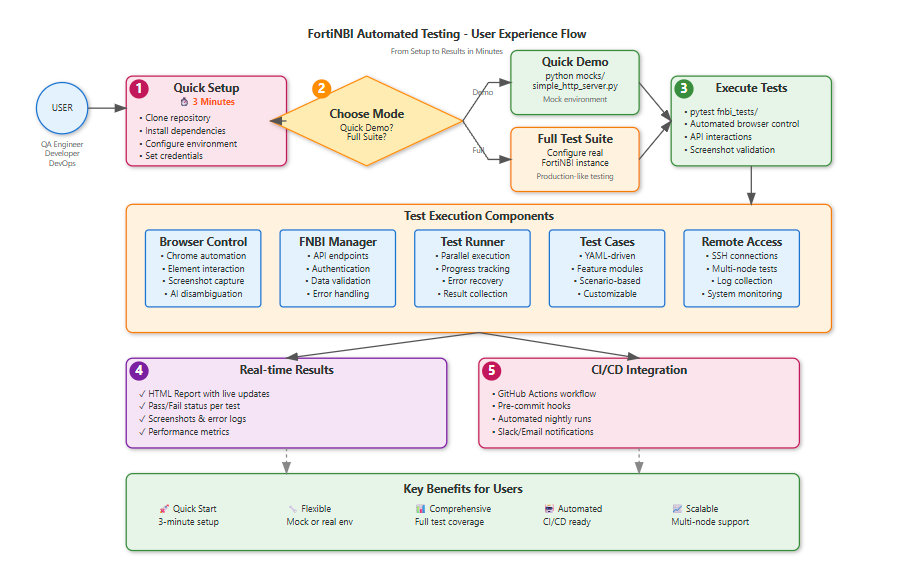 FortiNBI Automated Testing - User Experience Flow
From Setup to Results in Minutes
USER
QA Engineer
Developer
DevOps
1
Quick Setup
3 Minutes
• Clone repository
• Install dependencies
• Configure environment
• Set credentials
2
Choose Mode
Quick Demo?
Full Suite?
Demo
Full
Quick Demo
python mocks/
simple_http_server.py
Mock environment
Full Test Suite
Configure real
FortiNBI instance
Production-like testing
3
Execute Tests
• pytest fnbi_tests/
• Automated browser control
• API interactions
• Screenshot validation
Test Execution Components
Browser Control
• Chrome automation
• Element interaction
• Screenshot capture
• AI disambiguation
FNBI Manager
• API endpoints
• Authentication
• Data validation
• Error handling
Test Runner
• Parallel execution
• Progress tracking
• Error recovery
• Result collection
Test Cases
• YAML-driven
• Feature modules
• Scenario-based
• Customizable
Remote Access
• SSH connections
• Multi-node tests
• Log collection
• System monitoring
4
Real-time Results
✓ HTML Report with live updates
✓ Pass/Fail status per test
✓ Screenshots & error logs
✓ Performance metrics
5
CI/CD Integration
• GitHub Actions workflow
• Pre-commit hooks
• Automated nightly runs
• Slack/Email notifications
Key Benefits for Users
🚀 Quick Start
3-minute setup
🔧 Flexible
Mock or real env
📊 Comprehensive
Full test coverage
🤖 Automated
CI/CD ready
📈 Scalable
Multi-node support